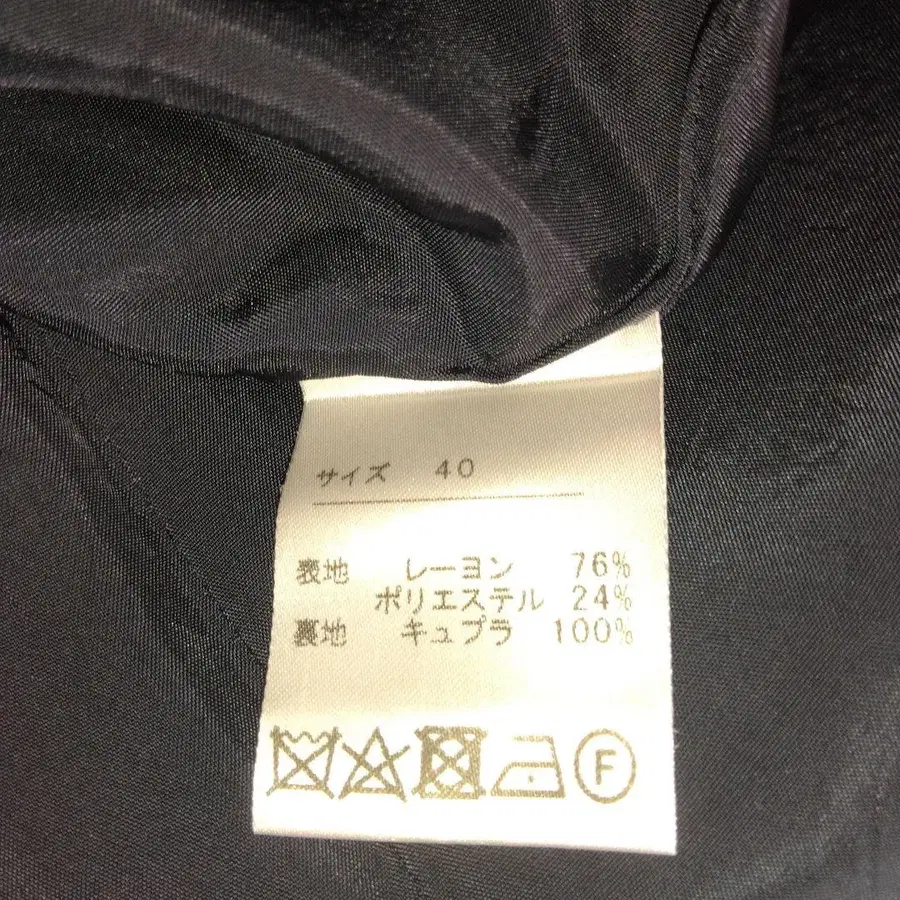 サイズ 40
表地 レーヨン 76%
ポリエステル 24%
裏地 キュプラ 100%
F